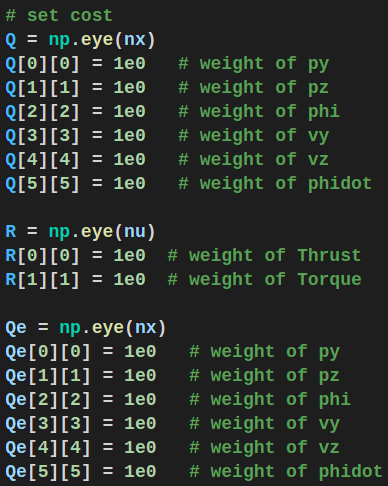 # set cost
Q = np.eye(nx)
Q[0][0] = 1e0   # weight of py
Q[1][1] = 1e0   # weight of pz
Q[2][2] = 1e0   # weight of phi
Q[3][3] = 1e0   # weight of vy
Q[4][4] = 1e0   # weight of vz
Q[5][5] = 1e0   # weight of phidot

R = np.eye(nu)
R[0][0] = 1e0  # weight of Thrust
R[1][1] = 1e0  # weight of Torque

Qe = np.eye(nx)
Qe[0][0] = 1e0   # weight of py
Qe[1][1] = 1e0   # weight of pz
Qe[2][2] = 1e0   # weight of phi
Qe[3][3] = 1e0   # weight of vy
Qe[4][4] = 1e0   # weight of vz
Qe[5][5] = 1e0   # weight of phidot